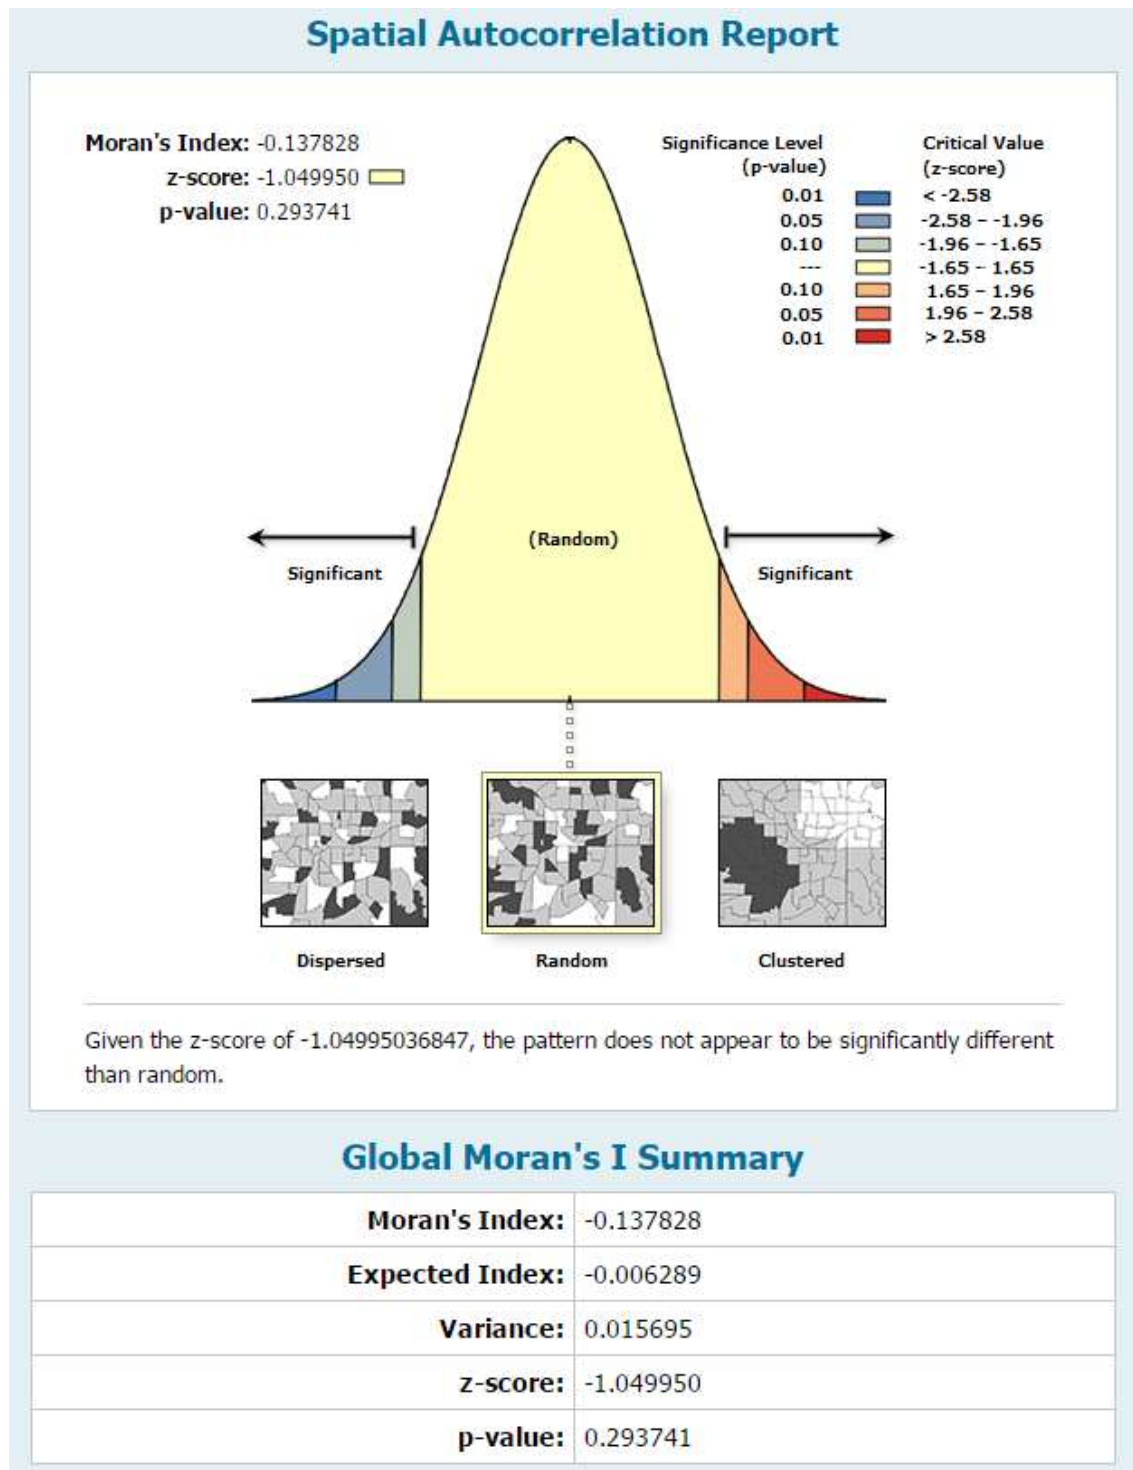 Spatial Autocorrelation Report
Moran's Index: -0.137828
z-score: -1.049950
p-value: 0.293741
Significance Level (p-value) Critical Value (z-score)
0.01 < -2.58
0.05 -2.58 – -1.96
0.10 -1.96 – -1.65
--- -1.65 – 1.65
0.10 1.65 – 1.96
0.05 1.96 – 2.58
0.01 > 2.58
(Random)
Significant Significant
Dispersed Random Clustered
Given the z-score of -1.04995036847, the pattern does not appear to be significantly different
than random.
Global Moran's I Summary
Moran's Index: -0.137828
Expected Index: -0.006289
Variance: 0.015695
z-score: -1.049950
p-value: 0.293741